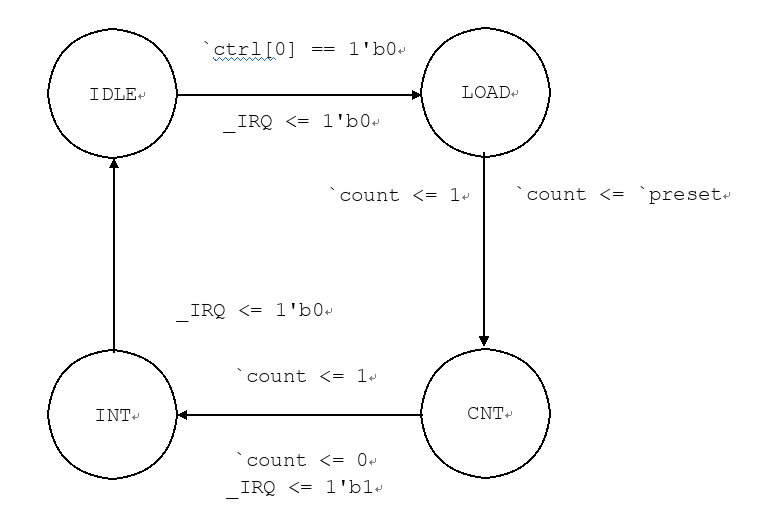 `ctrl[0] == 1'b0
IDLE
LOAD
_IRQ <= 1'b0
`count <= 1
`count <= `preset
_IRQ <= 1'b0
`count <= 1
INT
CNT
`count <= 0
_IRQ <= 1'b1